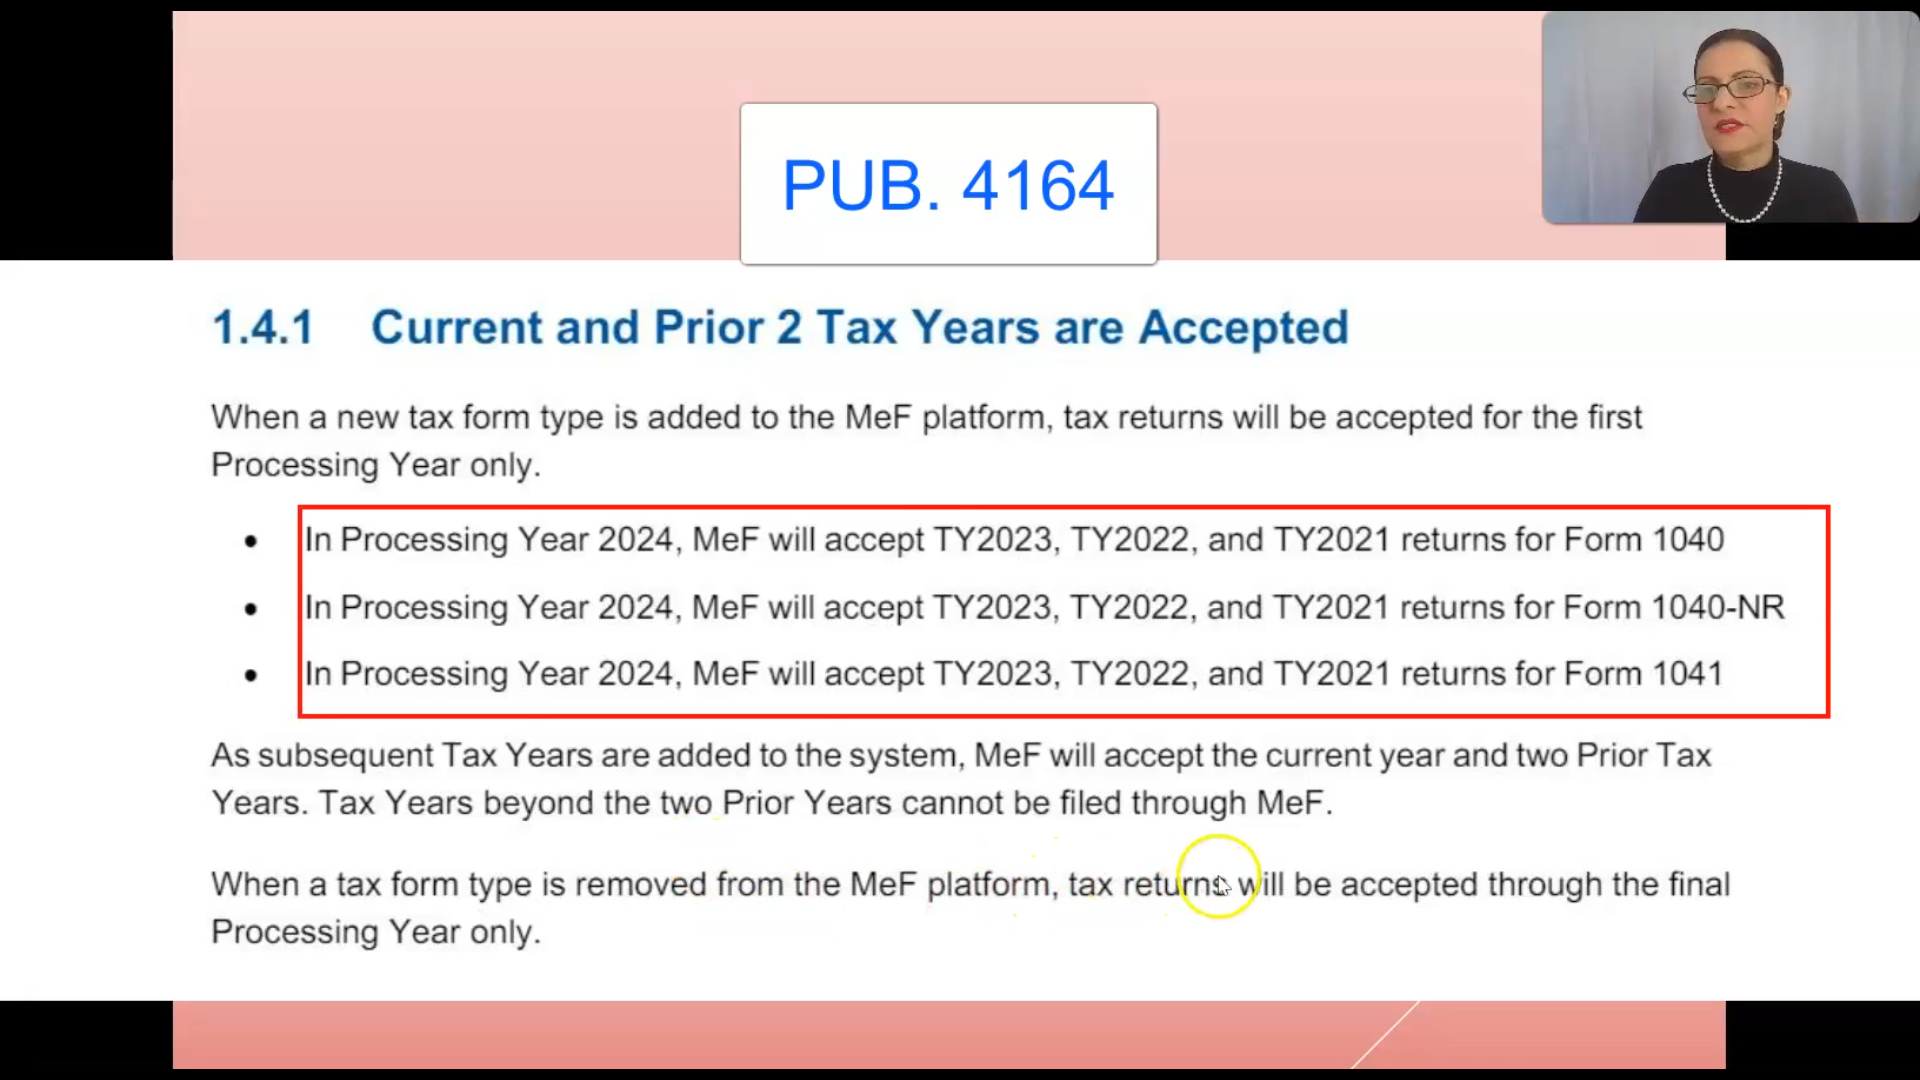 PUB. 4164
1.4.1 Current and Prior 2 Tax Years are Accepted
When a new tax form type is added to the MeF platform, tax returns will be accepted for the first
Processing Year only.
• In Processing Year 2024, MeF will accept TY2023, TY2022, and TY2021 returns for Form 1040
• In Processing Year 2024, MeF will accept TY2023, TY2022, and TY2021 returns for Form 1040-NR
• In Processing Year 2024, MeF will accept TY2023, TY2022, and TY2021 returns for Form 1041
As subsequent Tax Years are added to the system, MeF will accept the current year and two Prior Tax
Years. Tax Years beyond the two Prior Years cannot be filed through MeF.
When a tax form type is removed from the MeF platform, tax returns will be accepted through the final
Processing Year only.